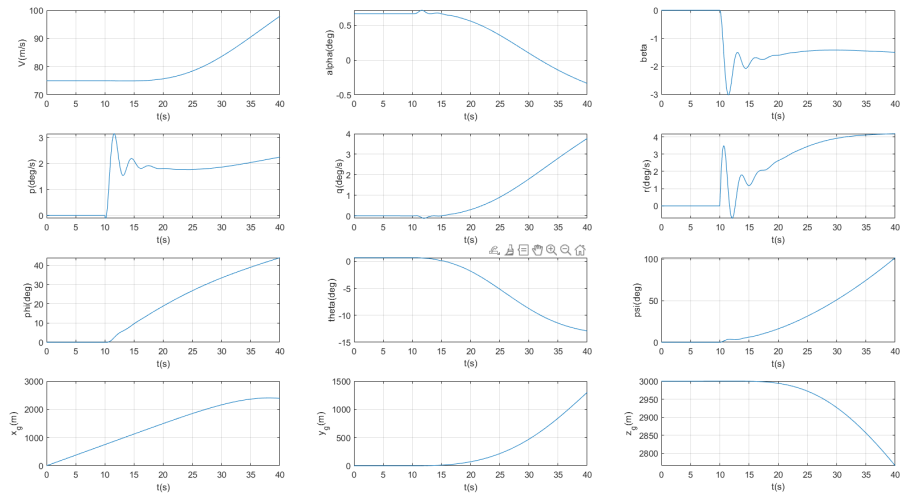 100
90
80
70
V(m/s)
0 5 10 15 20 25 30 35 40
t(s)
0.5
0
-0.5
alpha(deg)
0 5 10 15 20 25 30 35 40
t(s)
0
-1
-2
-3
beta
0 5 10 15 20 25 30 35 40
t(s)
3
2
1
0
p(deg/s)
0 5 10 15 20 25 30 35 40
t(s)
4
3
2
1
0
q(deg/s)
0 5 10 15 20 25 30 35 40
t(s)
4
3
2
1
0
r(deg/s)
0 5 10 15 20 25 30 35 40
t(s)
40
30
20
10
0
phi(deg)
0 5 10 15 20 25 30 35 40
t(s)
0
-5
-10
-15
theta(deg)
0 5 10 15 20 25 30 35 40
t(s)
100
50
0
psi(deg)
0 5 10 15 20 25 30 35 40
t(s)
3000
2000
1000
0
x_g(m)
0 5 10 15 20 25 30 35 40
t(s)
1500
1000
500
0
y_g(m)
0 5 10 15 20 25 30 35 40
t(s)
3000
2950
2900
2850
2800
z_g(m)
0 5 10 15 20 25 30 35 40
t(s)